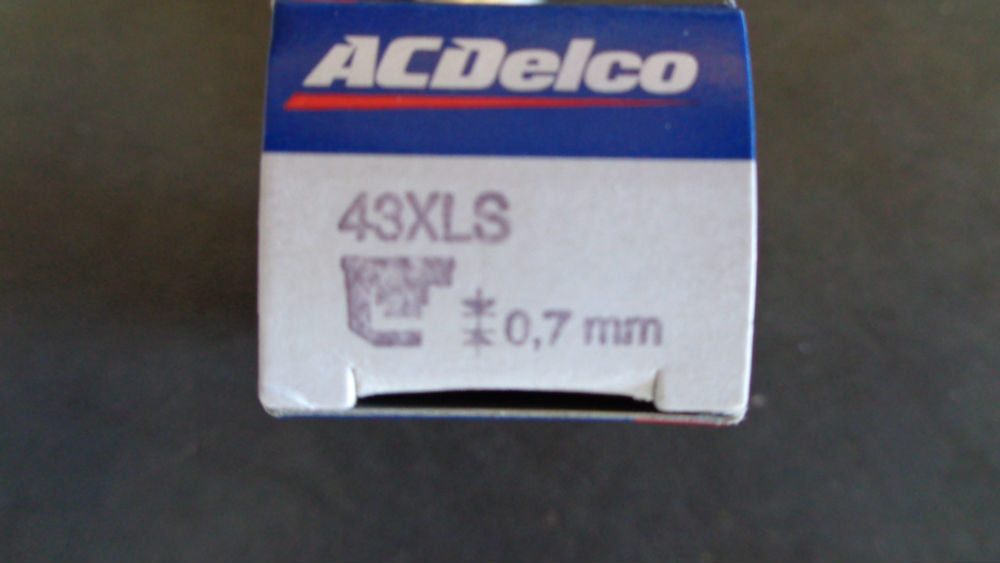 ACDelco
43XLS
0,7 mm